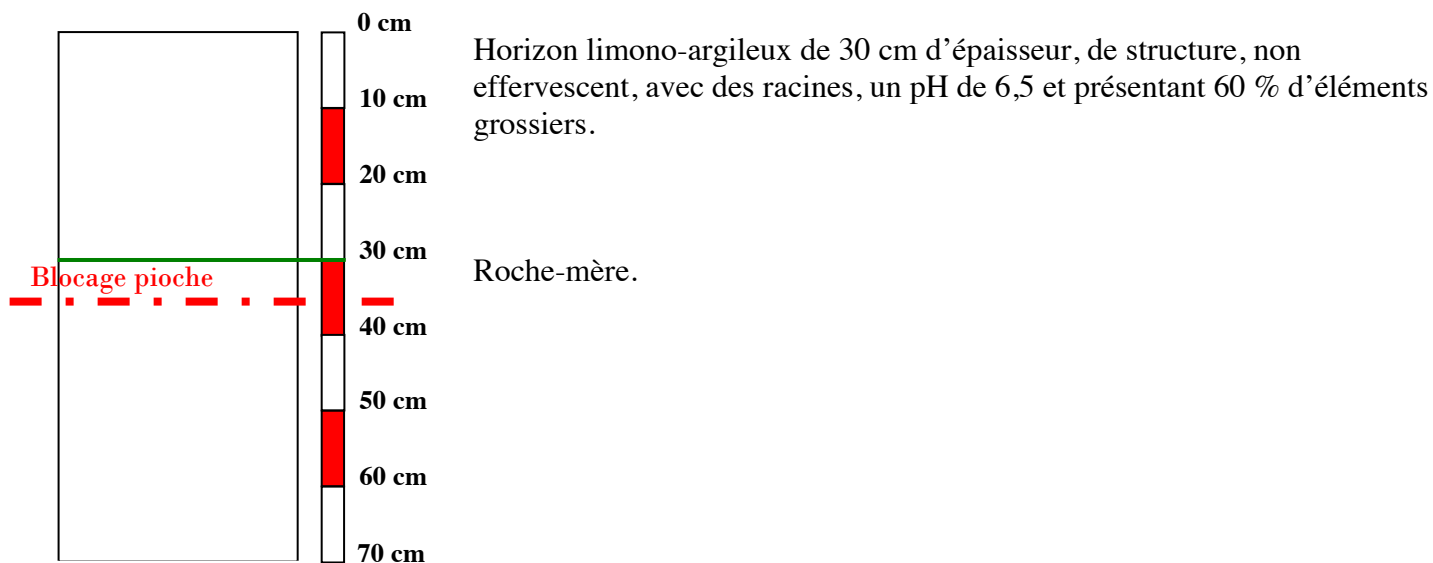 0 cm
Horizon limono-argileux de 30 cm d’épaisseur, de structure, non
effervescent, avec des racines, un pH de 6,5 et présentant 60 % d’éléments
grossiers.
10 cm
20 cm
30 cm
Blocage pioche
Roche-mère.
40 cm
50 cm
60 cm
70 cm